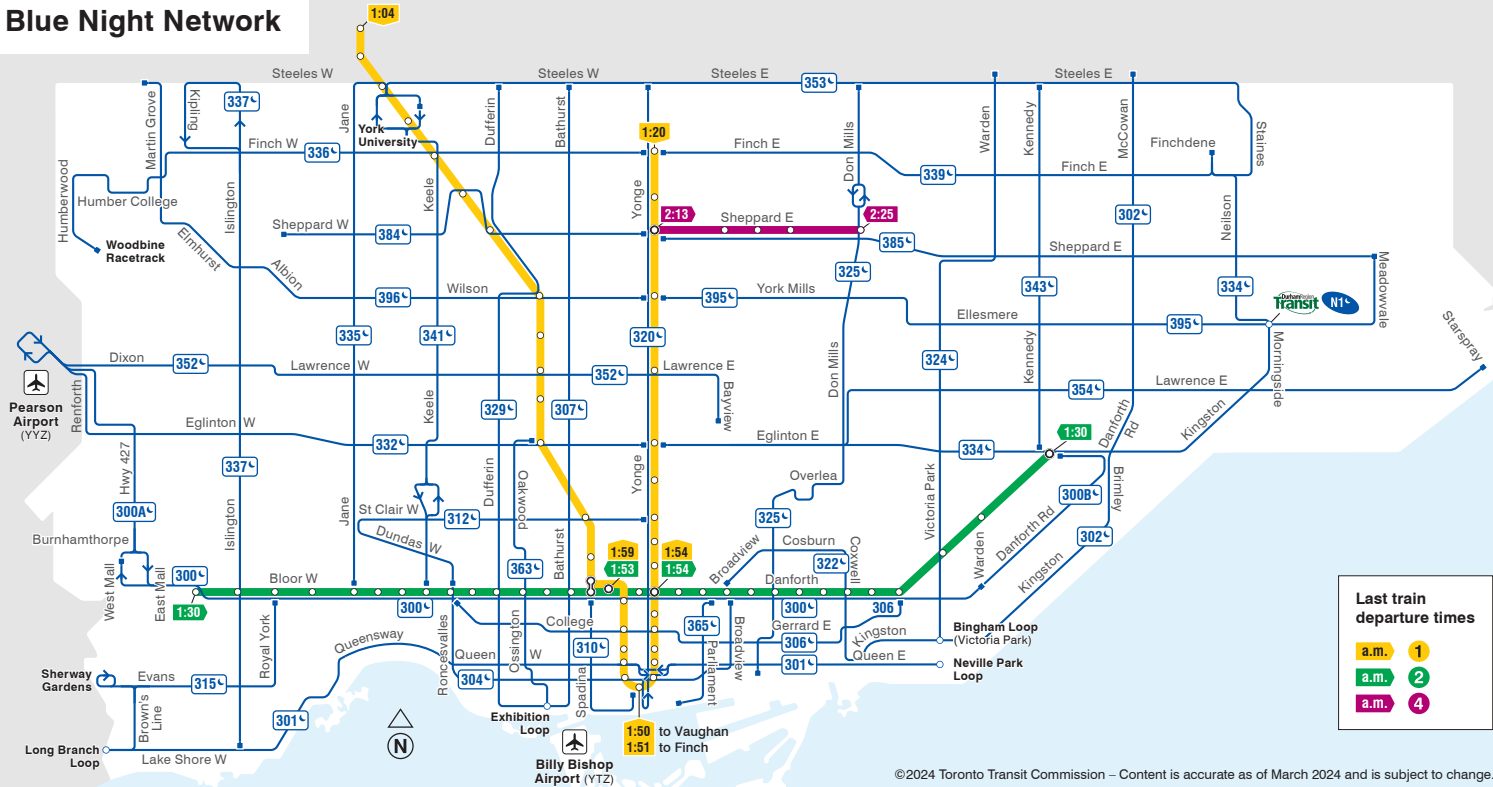 Blue Night Network
1:04
Steeles W
Steeles W
Steeles E
353
Steeles E
337
Kipling
Martin Grove
Jane
Dufferin
Bathurst
York
University
1:20
Don Mills
Warden
Kennedy
McCowan
Finchdene
Staines
Finch W
336
Finch E
339
Finch E
Humberwood
Humber College
Islington
Keele
Yonge
Woodbine
Racetrack
Elmhurst
Sheppard W
384
2:13
Sheppard E
2:25
385
302
Neilson
Sheppard E
Albion
396
Wilson
395
York Mills
325
343
334
Durham Region
Transit
N1
Meadowvale
Ellesmere
395
Starspray
335
341
320
Dixon
352
Lawrence W
352
Lawrence E
Don Mills
324
Kennedy
Morningside
Pearson
Airport
(YYZ)
Renforth
Keele
329
307
Bayview
354
Lawrence E
Eglinton W
332
Eglinton E
334
1:30
Danforth
Rd
Kingston
Hwy 427
337
Jane
Dufferin
Oakwood
Yonge
Overlea
Victoria Park
300B
Brimley
300A
Islington
St Clair W
312
325
Danforth Rd
302
Burnhamthorpe
Dundas W
Bathurst
1:59
1:53
1:54
1:54
Broadview
Cosburn
322
Coxwell
Warden
Kingston
West Mall
East Mall
300
1:30
Bloor W
363
Danforth
300
300
306
Royal York
Queensway
Roncesvalles
College
Ossington
310
365
Parliament
Broadview
Gerrard E
306
Kingston
Bingham Loop
(Victoria Park)
Queen W
304
Spadina
301
Queen E
Neville Park
Loop
Sherway
Gardens
Evans
315
Brown's
Line
301
Exhibition
Loop
1:50 to Vaughan
1:51 to Finch
Long Branch
Loop
Lake Shore W
N
Billy Bishop
Airport (YTZ)
Last train
departure times
a.m. 1
a.m. 2
a.m. 4
©2024 Toronto Transit Commission – Content is accurate as of March 2024 and is subject to change.